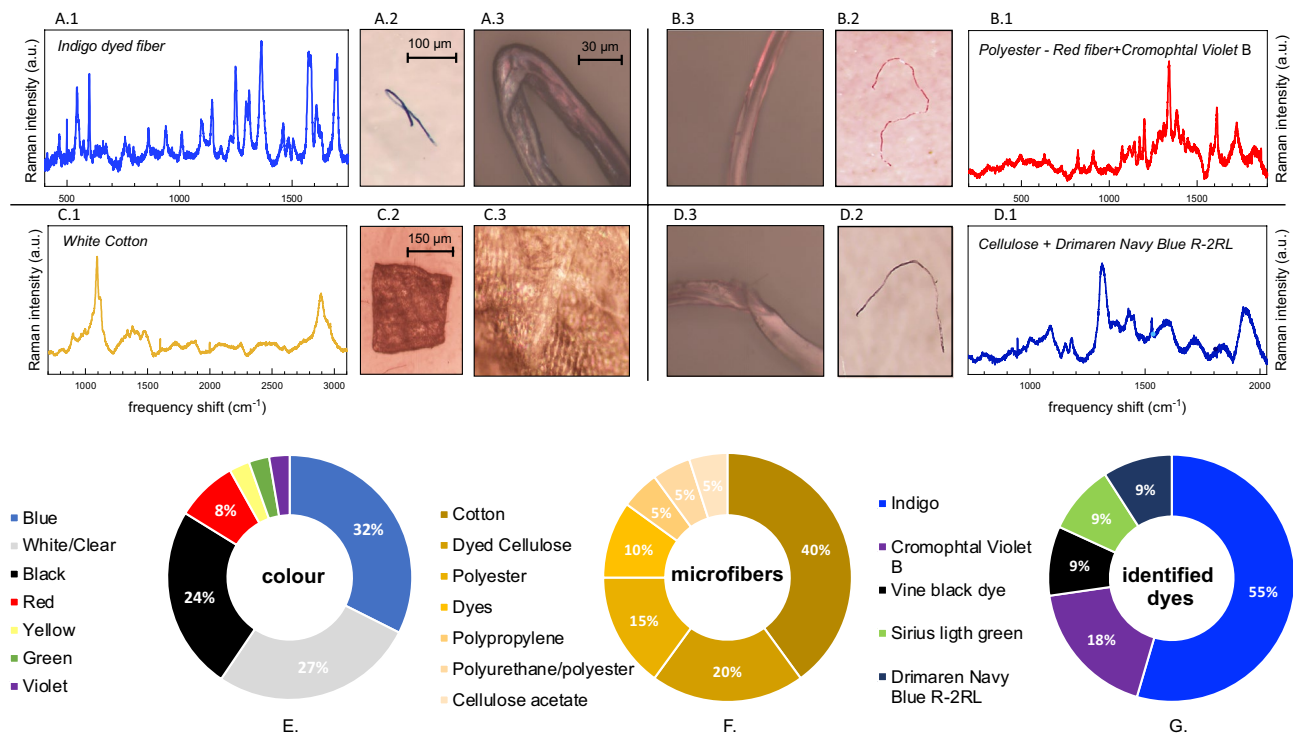 A.1
A.2
A.3
B.3
B.2
B.1
Raman intensity (a.u.)
Indigo dyed fiber
500
1000
1500
100 µm
30 µm
Polyester - Red fiber+Cromophtal Violet B
500
1000
1500
Raman intensity (a.u.)
C.1
C.2
C.3
D.3
D.2
D.1
Raman intensity (a.u.)
White Cotton
1000
1500
2000
2500
3000
frequency shift (cm⁻¹)
150 µm
Cellulose + Drimaren Navy Blue R-2RL
1000
1500
2000
frequency shift (cm⁻¹)
Raman intensity (a.u.)
Blue
White/Clear
Black
Red
Yellow
Green
Violet
colour
32%
27%
24%
8%
E.
Cotton
Dyed Cellulose
Polyester
Dyes
Polypropylene
Polyurethane/polyester
Cellulose acetate
microfibers
40%
20%
15%
10%
5%
5%
5%
F.
Indigo
Cromophtal Violet
B
Vine black dye
Sirius ligth green
Drimaren Navy
Blue R-2RL
identified
dyes
55%
18%
9%
9%
9%
G.